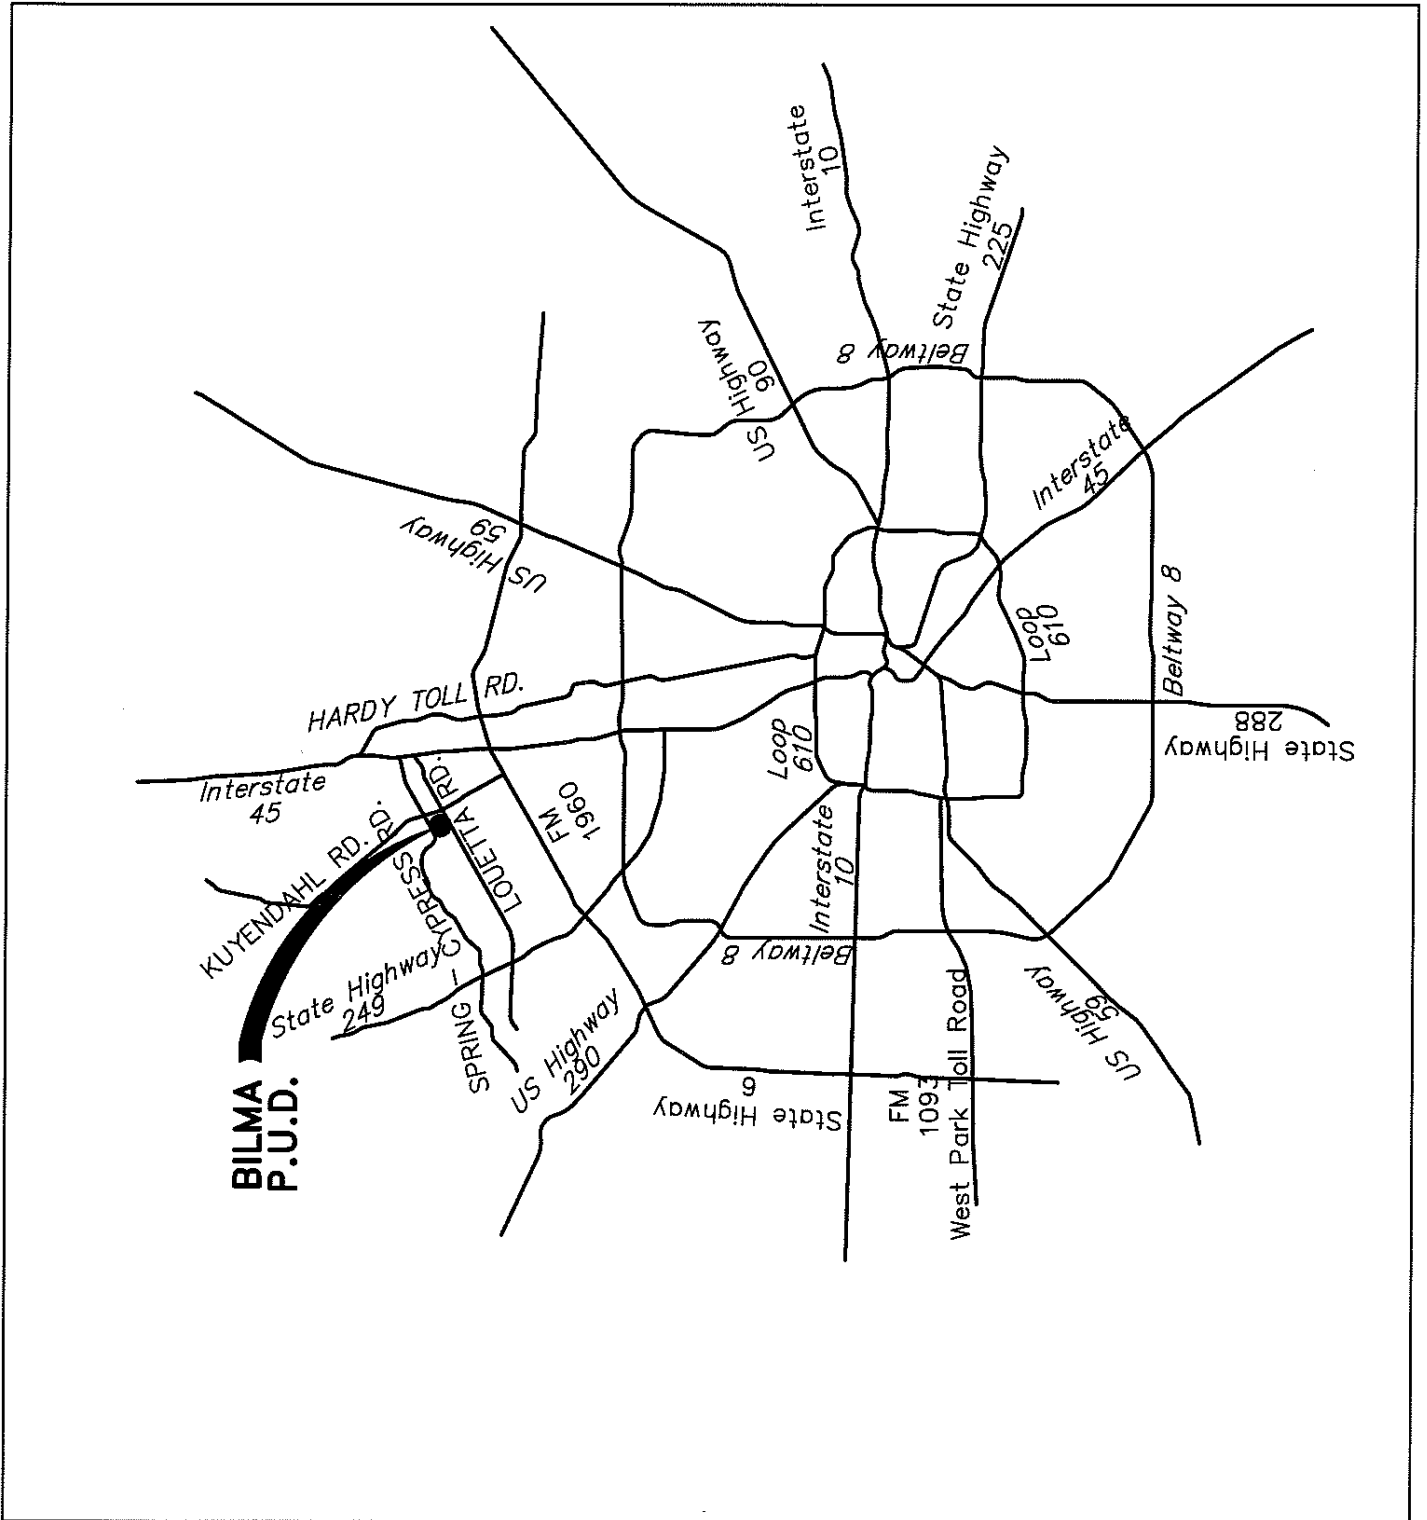 BILMA
P.U.D.
KUYENDAHL RD.
SPRING – CYPRESS RD.
LOUETTA RD.
HARDY TOLL RD.
Interstate
45
State Highway
249
US Highway
290
FM
1960
US Highway
59
US Highway
90
Interstate
10
State Highway
225
Beltway 8
Interstate
45
Loop
610
Beltway 8
State Highway
288
Loop
610
Interstate
10
Beltway 8
State Highway
6
FM
1093
West Park Toll Road
US Highway
59